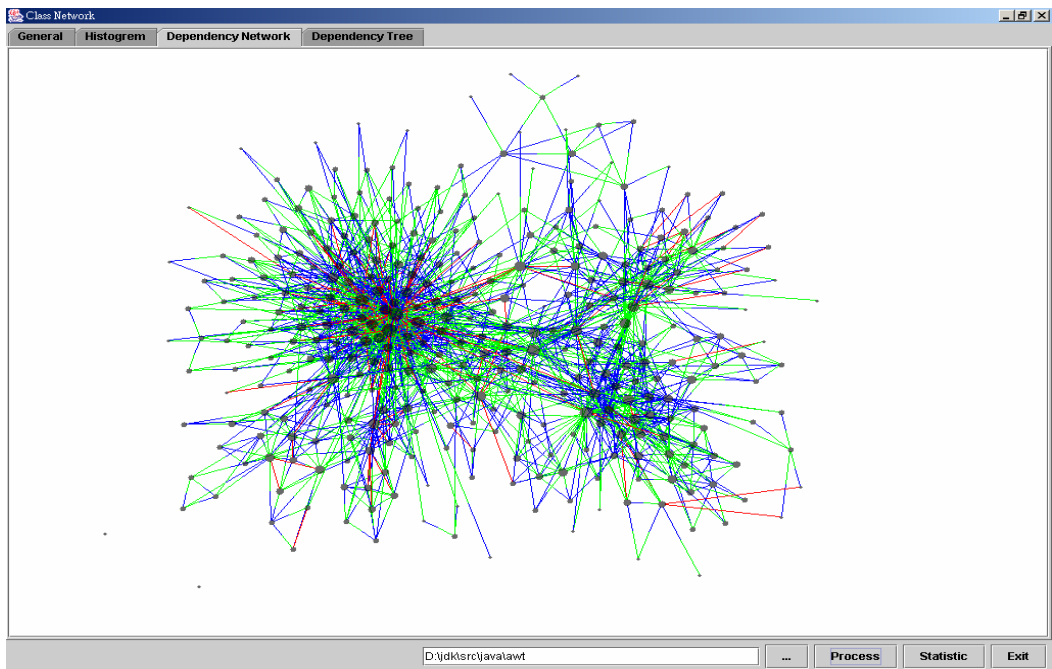 Class Network
General Histogrem Dependency Network Dependency Tree
D:\jdk\src\java\awt ... Process Statistic Exit